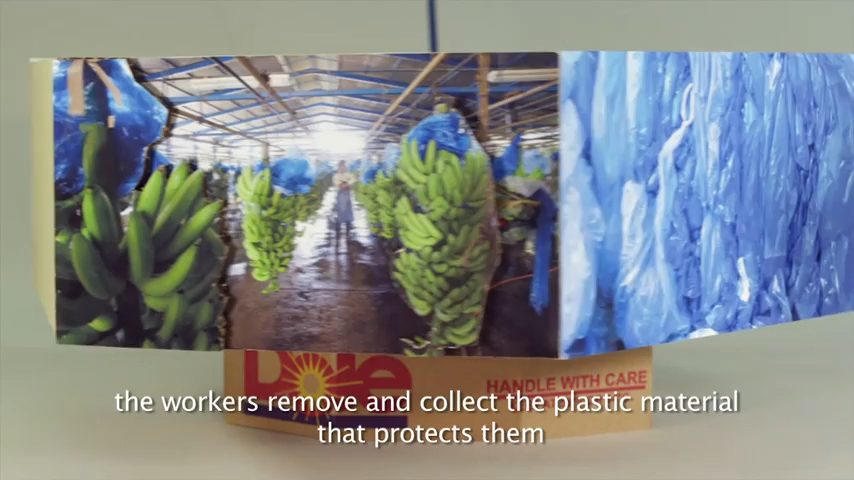 Dole
HANDLE WITH CARE
the workers remove and collect the plastic material
that protects them